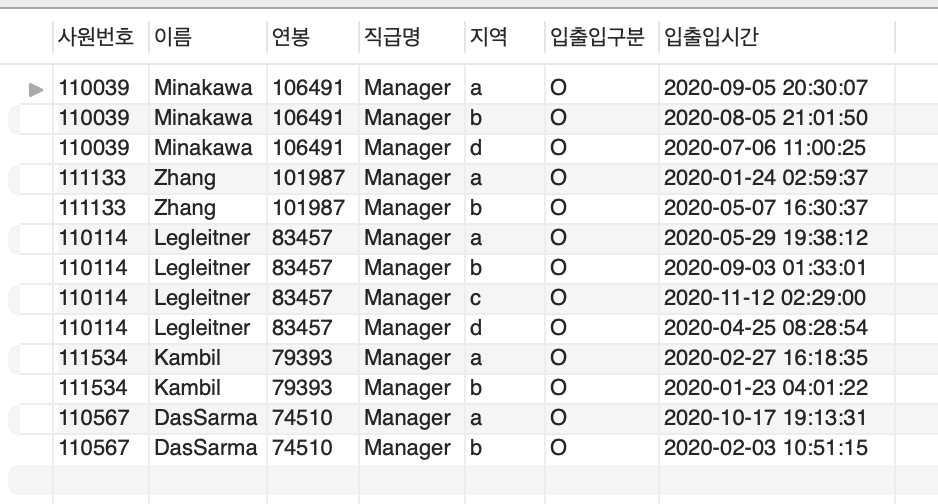 사원번호 이름 연봉 직급명 지역 입출입구분 입출입시간
110039 Minakawa 106491 Manager a O 2020-09-05 20:30:07
110039 Minakawa 106491 Manager b O 2020-08-05 21:01:50
110039 Minakawa 106491 Manager d O 2020-07-06 11:00:25
111133 Zhang 101987 Manager a O 2020-01-24 02:59:37
111133 Zhang 101987 Manager b O 2020-05-07 16:30:37
110114 Legleitner 83457 Manager a O 2020-05-29 19:38:12
110114 Legleitner 83457 Manager b O 2020-09-03 01:33:01
110114 Legleitner 83457 Manager c O 2020-11-12 02:29:00
110114 Legleitner 83457 Manager d O 2020-04-25 08:28:54
111534 Kambil 79393 Manager a O 2020-02-27 16:18:35
111534 Kambil 79393 Manager b O 2020-01-23 04:01:22
110567 DasSarma 74510 Manager a O 2020-10-17 19:13:31
110567 DasSarma 74510 Manager b O 2020-02-03 10:51:15